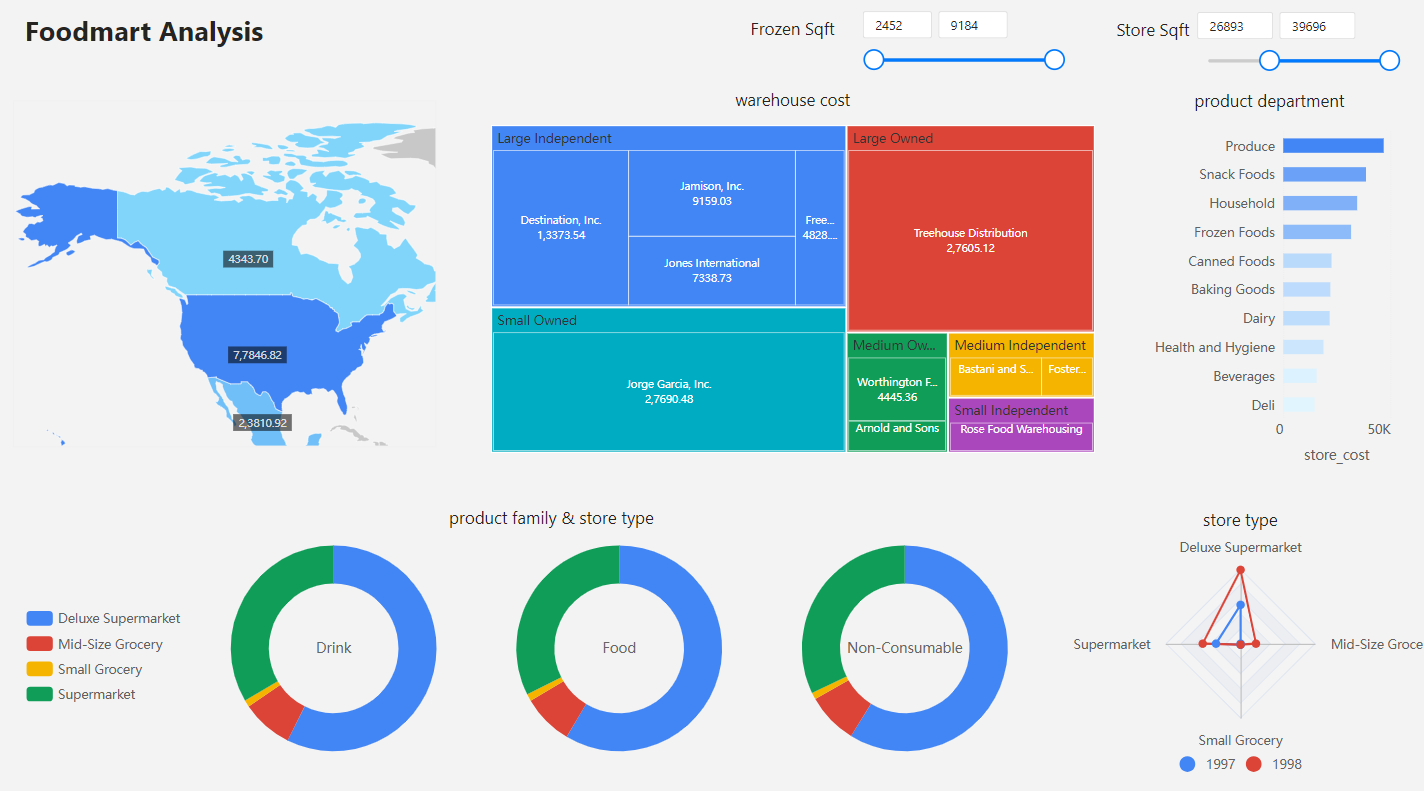 Foodmart Analysis
Frozen Sqft
2452
9184
Store Sqft
26893
39696
4343.70
7,7846.82
2,3810.92
warehouse cost
Large Independent
Destination, Inc.
1,3373.54
Jamison, Inc.
9159.03
Jones International
7338.73
Free...
4828....
Large Owned
Treehouse Distribution
2,7605.12
Small Owned
Jorge Garcia, Inc.
2,7690.48
Medium Ow...
Worthington F...
4445.36
Arnold and Sons
Medium Independent
Bastani and S...
Foster...
Small Independent
Rose Food Warehousing
product department
Produce
Snack Foods
Household
Frozen Foods
Canned Foods
Baking Goods
Dairy
Health and Hygiene
Beverages
Deli
0
50K
store_cost
product family & store type
Deluxe Supermarket
Mid-Size Grocery
Small Grocery
Supermarket
Drink
Food
Non-Consumable
store type
Deluxe Supermarket
Supermarket
Mid-Size Groce
Small Grocery
1997
1998